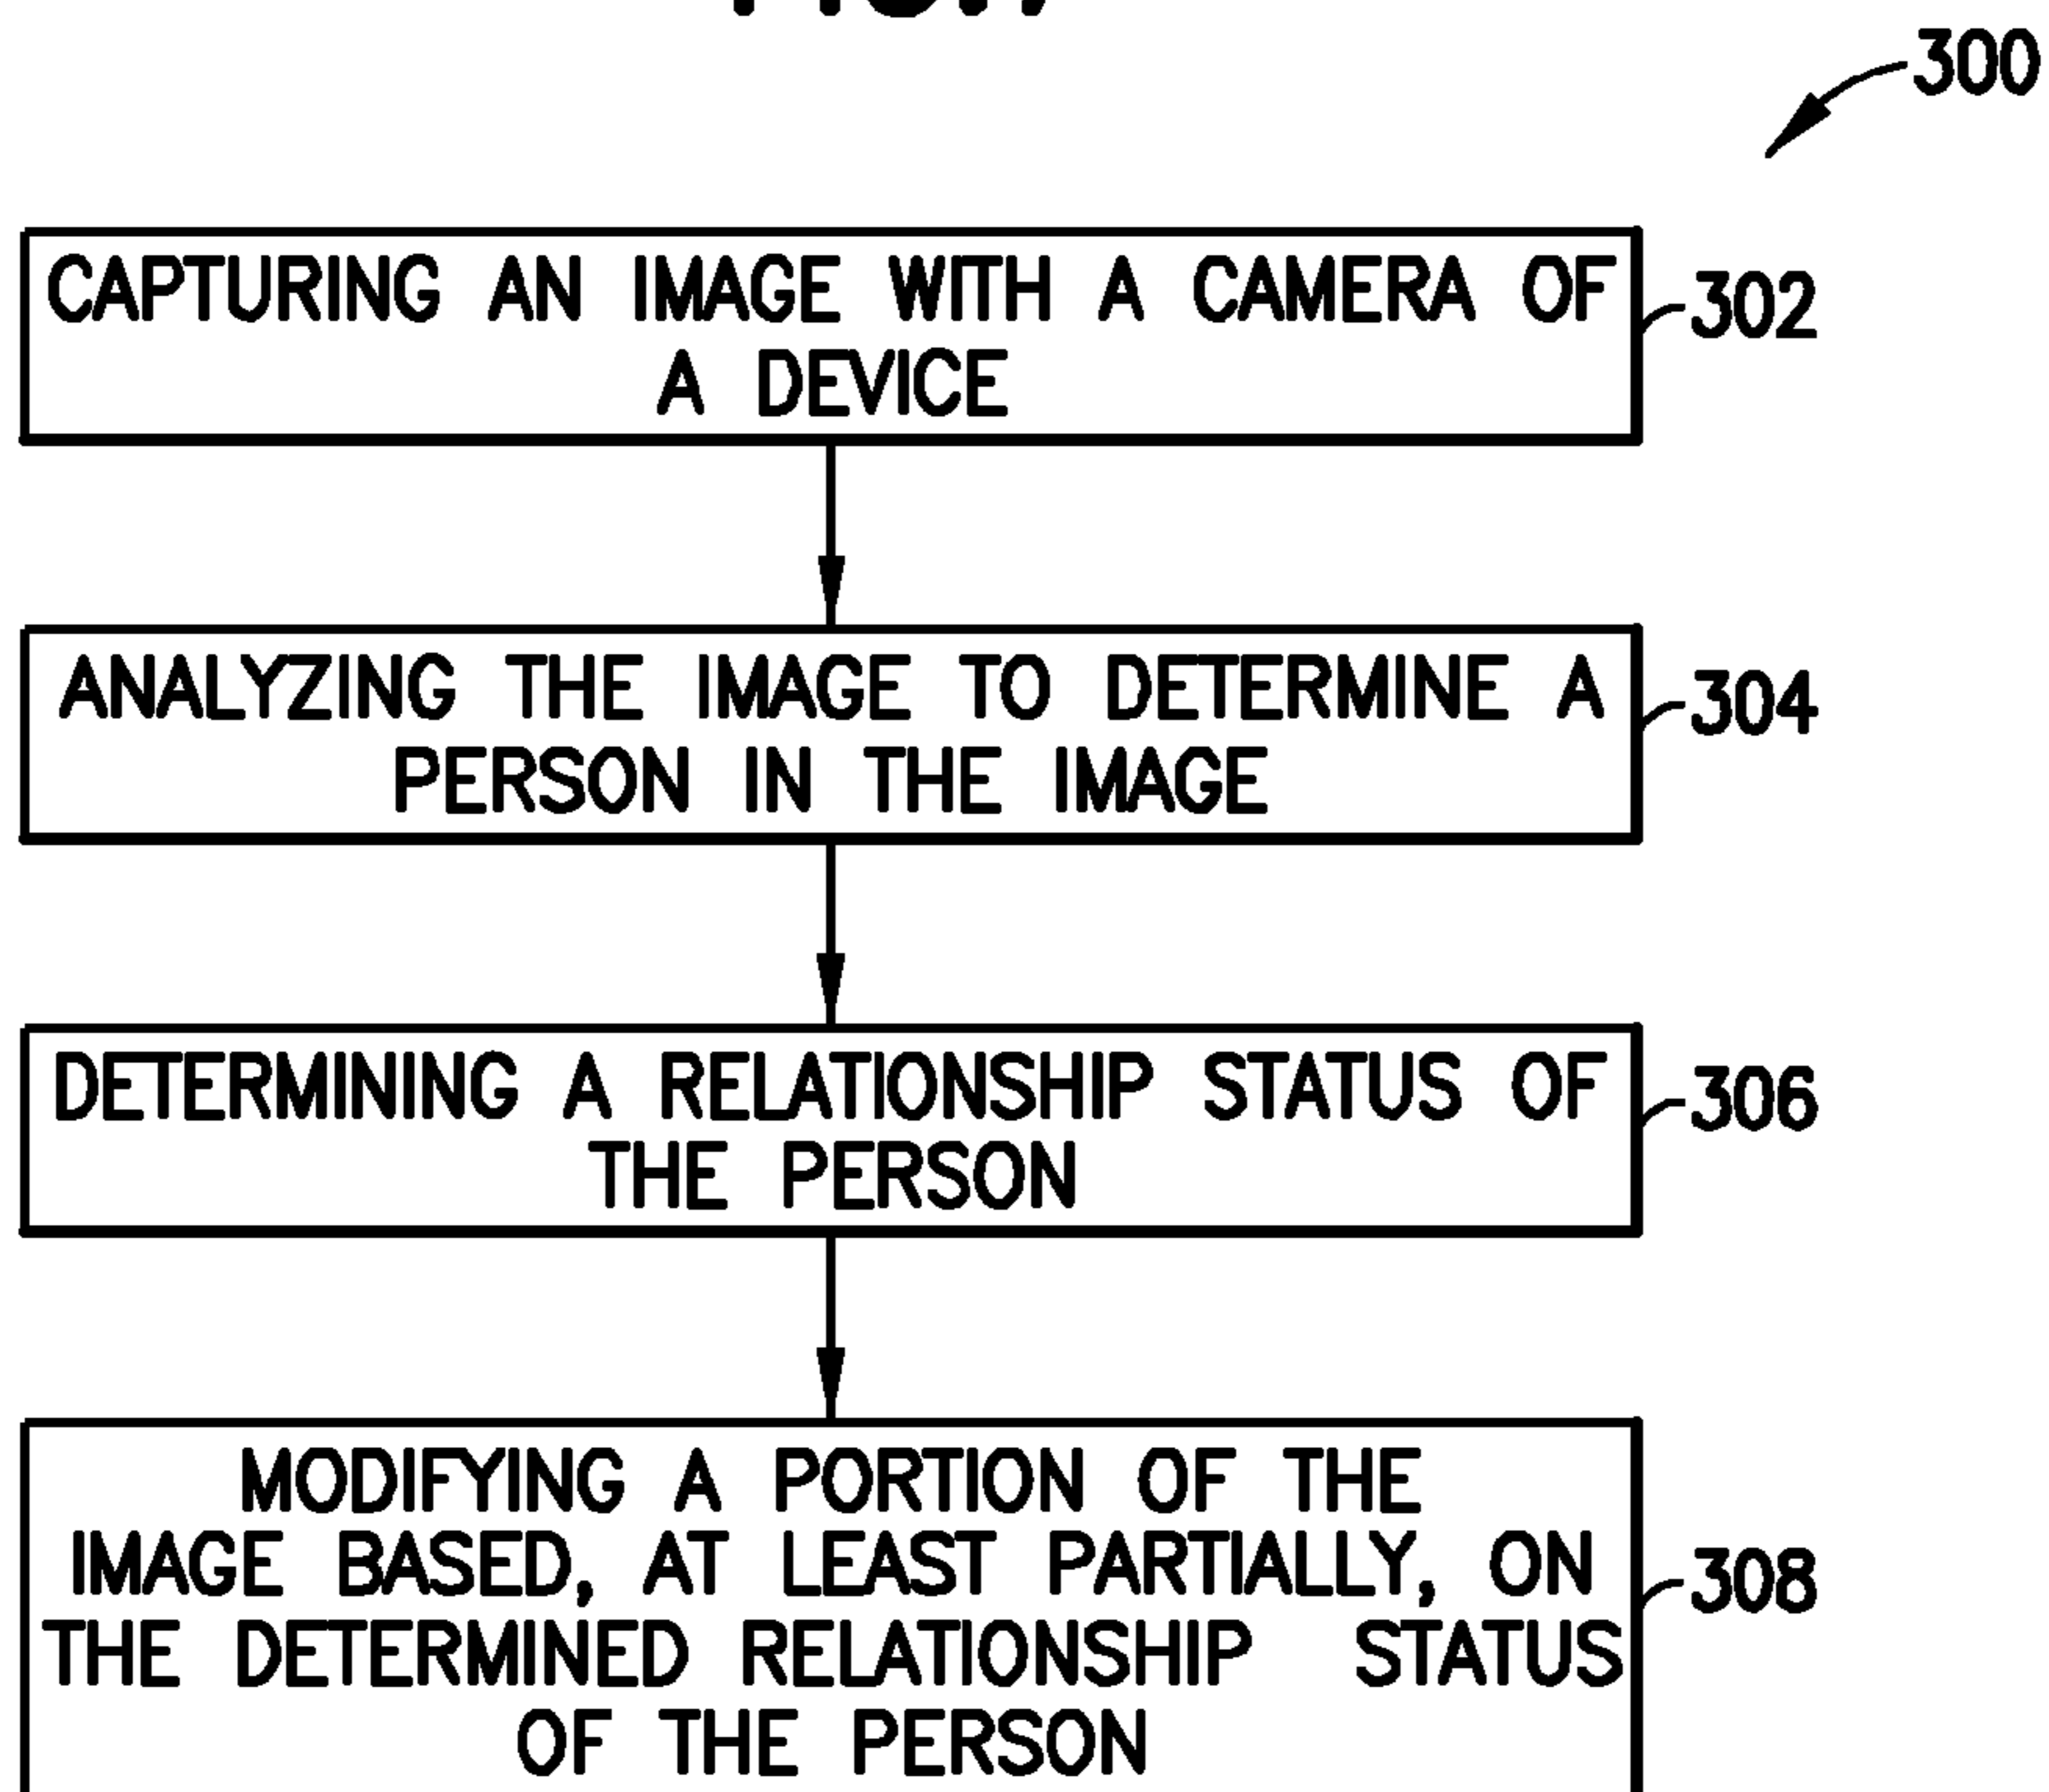 300
CAPTURING AN IMAGE WITH A CAMERA OF
A DEVICE
302
ANALYZING THE IMAGE TO DETERMINE A
PERSON IN THE IMAGE
304
DETERMINING A RELATIONSHIP STATUS OF
THE PERSON
306
MODIFYING A PORTION OF THE
IMAGE BASED, AT LEAST PARTIALLY, ON
THE DETERMINED RELATIONSHIP STATUS
OF THE PERSON
308